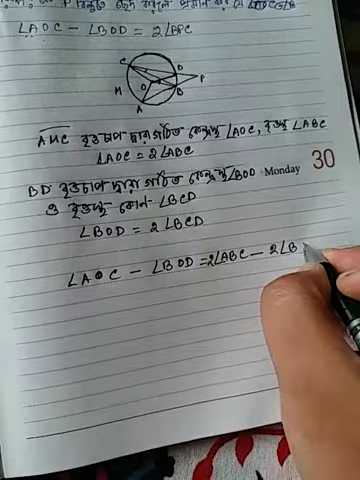 ∠AOC − ∠BOD = 2∠BPC
C
D
P
O
M
B
A
AMC বৃত্তচাপ দ্বারা গঠিত কেন্দ্রস্থ ∠AOC, বৃত্তস্থ ∠ABC
∠AOC = 2∠ABC
BD বৃত্তচাপ দ্বারা গঠিত কেন্দ্রস্থ ∠BOD
Monday 30
ও বৃত্তস্থ কোন ∠BCD
∠BOD = 2∠BCD
∠AOC − ∠BOD = 2∠ABC − 2∠B